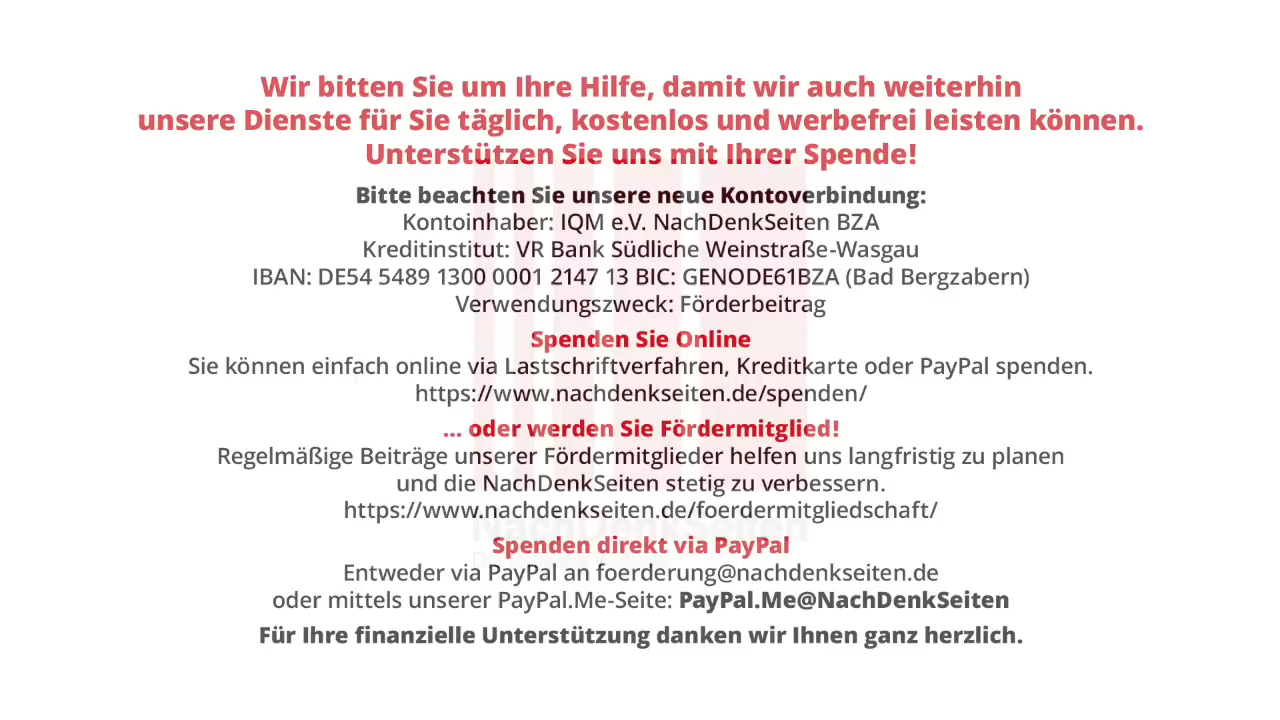 Wir bitten Sie um Ihre Hilfe, damit wir auch weiterhin
unsere Dienste für Sie täglich, kostenlos und werbefrei leisten können.
Unterstützen Sie uns mit Ihrer Spende!
Bitte beachten Sie unsere neue Kontoverbindung:
Kontoinhaber: IQM e.V. NachDenkSeiten BZA
Kreditinstitut: VR Bank Südliche Weinstraße-Wasgau
IBAN: DE54 5489 1300 0001 2147 13 BIC: GENODE61BZA (Bad Bergzabern)
Verwendungszweck: Förderbeitrag
Spenden Sie Online
Sie können einfach online via Lastschriftverfahren, Kreditkarte oder PayPal spenden.
https://www.nachdenkseiten.de/spenden/
... oder werden Sie Fördermitglied!
Regelmäßige Beiträge unserer Fördermitglieder helfen uns langfristig zu planen
und die NachDenkSeiten stetig zu verbessern.
https://www.nachdenkseiten.de/foerdermitgliedschaft/
NachDenkSeiten
Spenden direkt via PayPal
Entweder via PayPal an foerderung@nachdenkseiten.de
oder mittels unserer PayPal.Me-Seite: PayPal.Me@NachDenkSeiten
Für Ihre finanzielle Unterstützung danken wir Ihnen ganz herzlich.